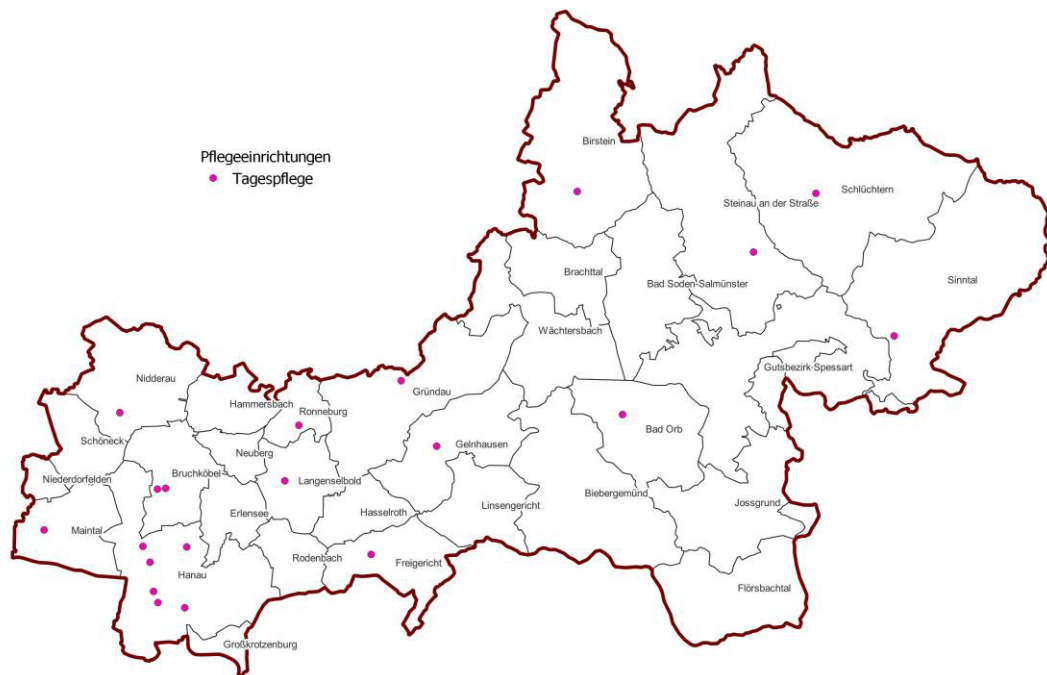 Birstein
Pflegeeinrichtungen
Tagespflege
Schlüchtern
Steinau an der Straße
Brachttal
Sinntal
Bad Soden-Salmünster
Wächtersbach
Gutsbezirk-Spessart
Nidderau
Gründau
Hammersbach
Ronneburg
Bad Orb
Schöneck
Gelnhausen
Neuberg
Bruchköbel
Niederdorfelden
Langenselbold
Biebergemünd
Jossgrund
Linsengericht
Hasselroth
Erlensee
Maintal
Rodenbach
Freigericht
Hanau
Flörsbachtal
Großkrotzenburg